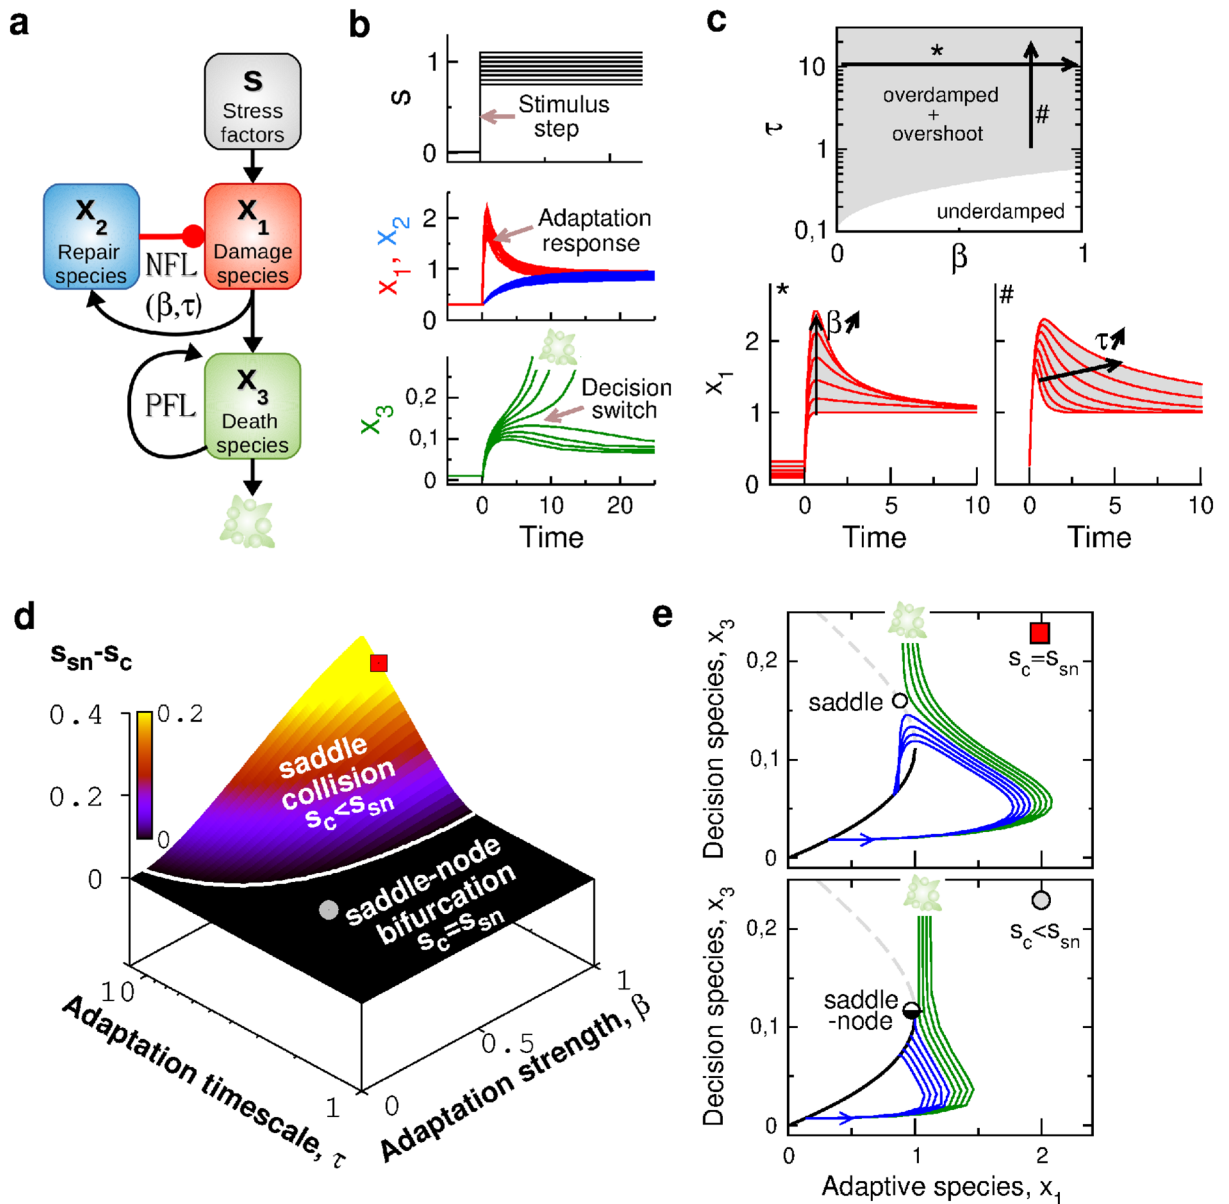 a
S
Stress
factors
X2
Repair
species
X1
Damage
species
NFL
(β,τ)
PFL
X3
Death
species
b
1
S
0
Stimulus
step
2
x1, x2
1
0
Adaptation
response
0,2
x3
0,1
0
Decision
switch
0
10
20
Time
c
10
τ
1
0,1
*
overdamped
+
overshoot
#
underdamped
0
β
1
*
2
x1
1
0
β
0
5
10
Time
#
τ
0
5
10
Time
d
ssn-sc
0.4
0.2
0
0.2
0
saddle
collision
sc<ssn
saddle-node
bifurcation
sc=ssn
10
1
Adaptation timescale, τ
0
0.5
1
Adaptation strength, β
e
Decision species, x3
0,2
0,1
0
saddle
sc=ssn
Decision species, x3
0,2
0,1
0
saddle
-node
sc<ssn
0
1
2
Adaptive species, x1